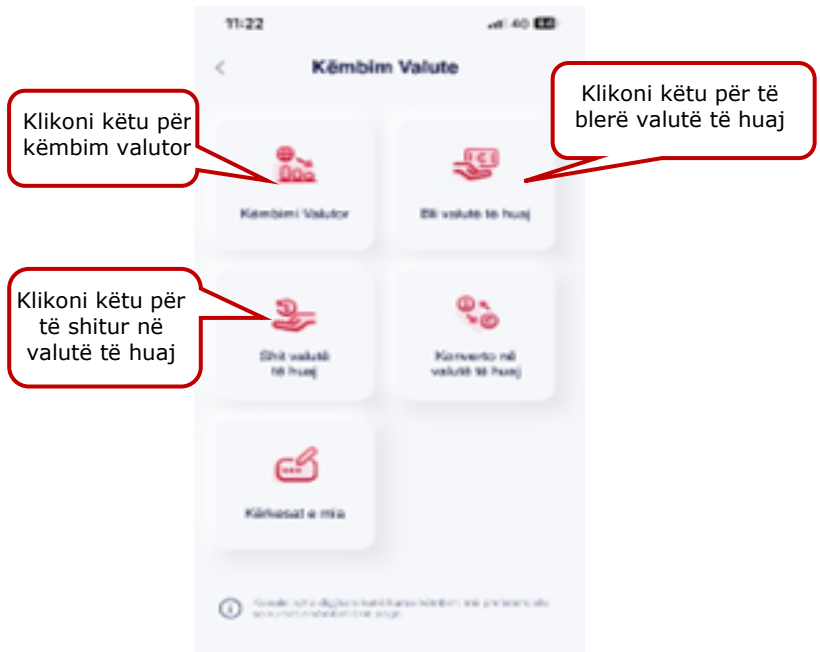 11:22
4G
Këmbim Valute
Klikoni këtu për
këmbim valutor
Klikoni këtu për të
blerë valutë të huaj
Këmbimi Valutor
Bli valutë të huaj
Klikoni këtu për
të shitur në
valutë të huaj
Shit valutë
të huaj
Konverto në
valutë të huaj
Kërkesat e mia